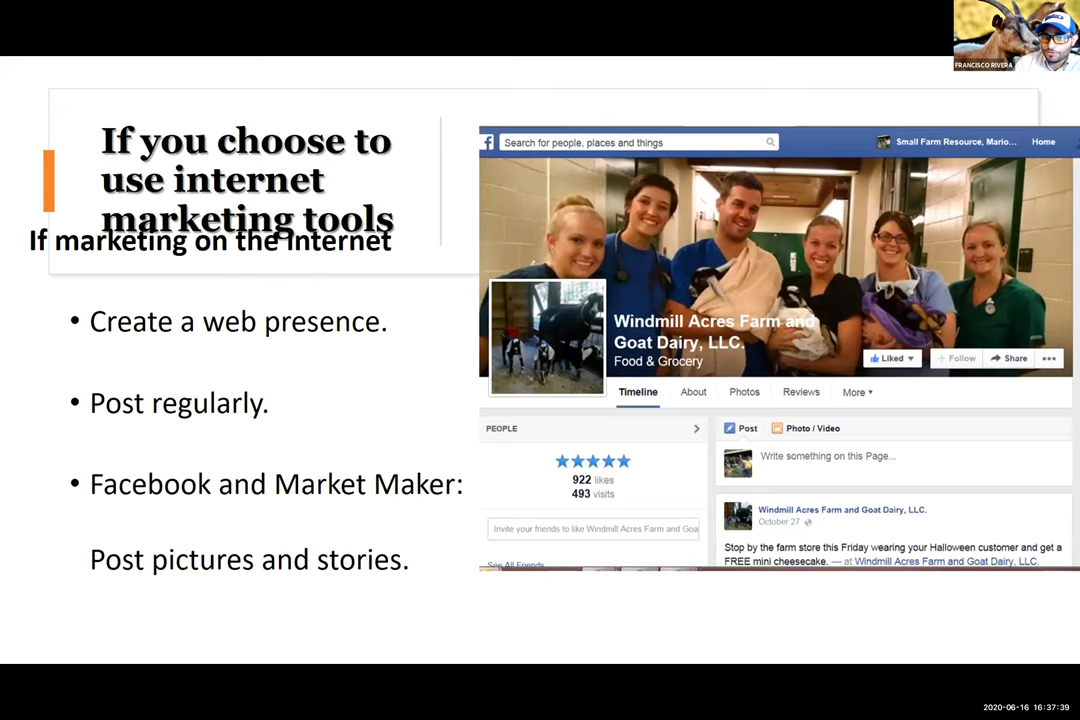 FRANCISCO RIVERA
If you choose to
use internet
marketing tools
If marketing on the Internet
• Create a web presence.
• Post regularly.
• Facebook and Market Maker:
Post pictures and stories.
f
Search for people, places and things
Small Farm Resource, Mario...
Home
Windmill Acres Farm and
Goat Dairy, LLC.
Food & Grocery
Liked
+ Follow
Share
•••
Timeline
About
Photos
Reviews
More
PEOPLE
922 likes
493 visits
Invite your friends to like Windmill Acres Farm and Goa
See All Friends
Post
Photo / Video
Write something on this Page...
Windmill Acres Farm and Goat Dairy, LLC.
October 27
Stop by the farm store this Friday wearing your Halloween customer and get a
FREE mini cheesecake. — at Windmill Acres Farm and Goat Dairy, LLC.
2020-06-16 16:37:39